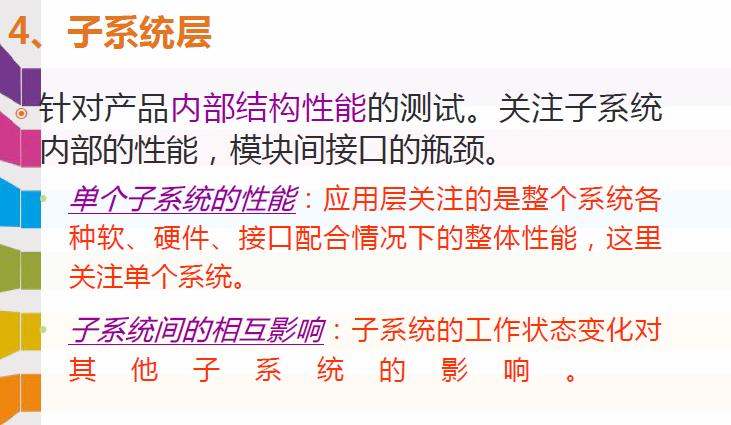 4、子系统层
针对产品内部结构性能的测试。关注子系统
内部的性能，模块间接口的瓶颈。
单个子系统的性能：应用层关注的是整个系统各
种软、硬件、接口配合情况下的整体性能，这里
关注单个系统。
子系统间的相互影响：子系统的工作状态变化对
其他子系统的影响。